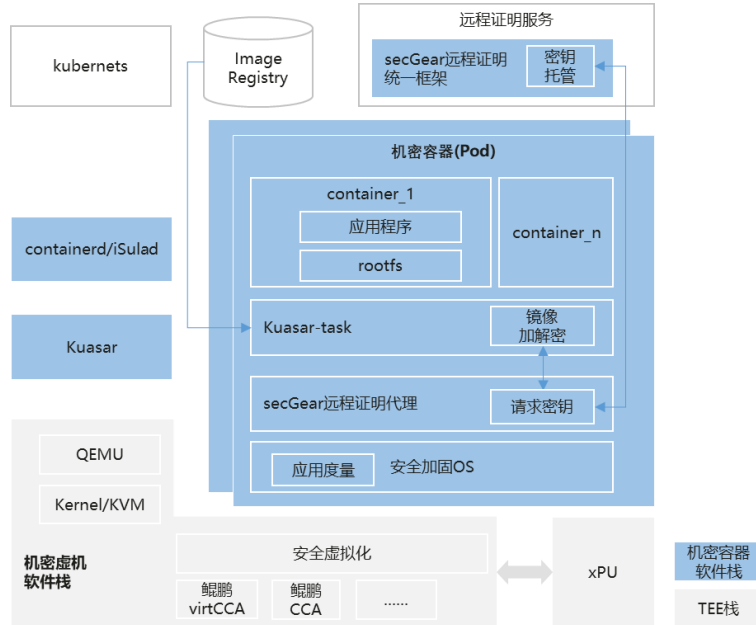 kubernets
Image
Registry
远程证明服务
secGear远程证明
统一框架
密钥
托管
机密容器(Pod)
container_1
应用程序
rootfs
container_n
containerd/iSulad
Kuasar
Kuasar-task
镜像
加解密
secGear远程证明代理
请求密钥
应用度量
安全加固OS
QEMU
Kernel/KVM
机密虚机
软件栈
安全虚拟化
鲲鹏
virtCCA
鲲鹏
CCA
......
xPU
机密容器
软件栈
TEE栈